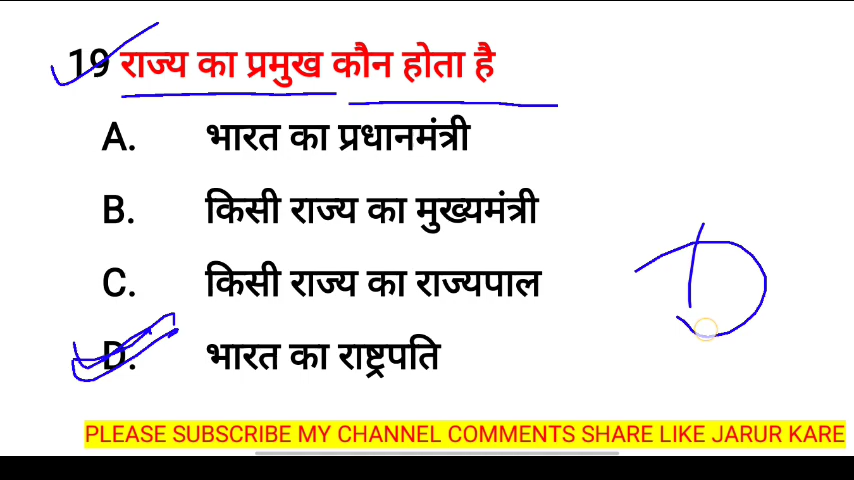 19 राज्य का प्रमुख कौन होता है
A. भारत का प्रधानमंत्री
B. किसी राज्य का मुख्यमंत्री
C. किसी राज्य का राज्यपाल
D. भारत का राष्ट्रपति
D
PLEASE SUBSCRIBE MY CHANNEL COMMENTS SHARE LIKE JARUR KARE